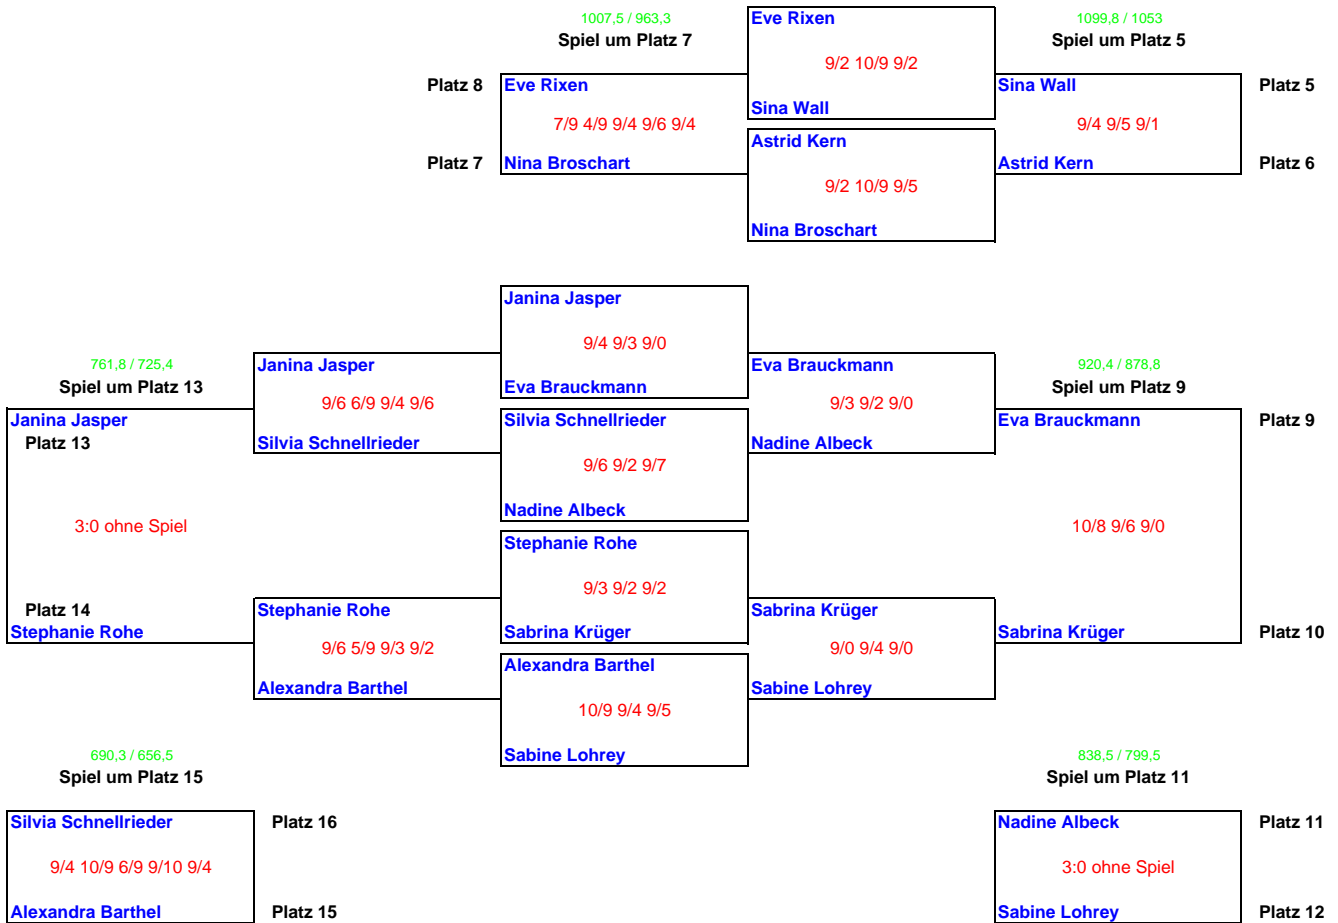 1007,5 / 963,3 Eve Rixen 1099,8 / 1053
Spiel um Platz 7 Spiel um Platz 5
9/2 10/9 9/2
Platz 8 Eve Rixen Sina Wall Platz 5
Sina Wall
7/9 4/9 9/4 9/6 9/4 9/4 9/5 9/1
Astrid Kern
Platz 7 Nina Broschart Astrid Kern Platz 6
9/2 10/9 9/5
Nina Broschart
Janina Jasper
9/4 9/3 9/0
761,8 / 725,4 Janina Jasper Eva Brauckmann 920,4 / 878,8
Spiel um Platz 13 Eva Brauckmann Spiel um Platz 9
9/6 6/9 9/4 9/6 9/3 9/2 9/0
Janina Jasper Silvia Schnellrieder Eva Brauckmann Platz 9
Platz 13 Silvia Schnellrieder Nadine Albeck
9/6 9/2 9/7
Nadine Albeck
3:0 ohne Spiel 10/8 9/6 9/0
Stephanie Rohe
9/3 9/2 9/2
Platz 14 Stephanie Rohe Sabrina Krüger
Stephanie Rohe Sabrina Krüger Sabrina Krüger Platz 10
9/6 5/9 9/3 9/2 9/0 9/4 9/0
Alexandra Barthel
Alexandra Barthel Sabine Lohrey
10/9 9/4 9/5
690,3 / 656,5 Sabine Lohrey 838,5 / 799,5
Spiel um Platz 15 Spiel um Platz 11
Silvia Schnellrieder Platz 16 Nadine Albeck Platz 11
9/4 10/9 6/9 9/10 9/4 3:0 ohne Spiel
Alexandra Barthel Platz 15 Sabine Lohrey Platz 12